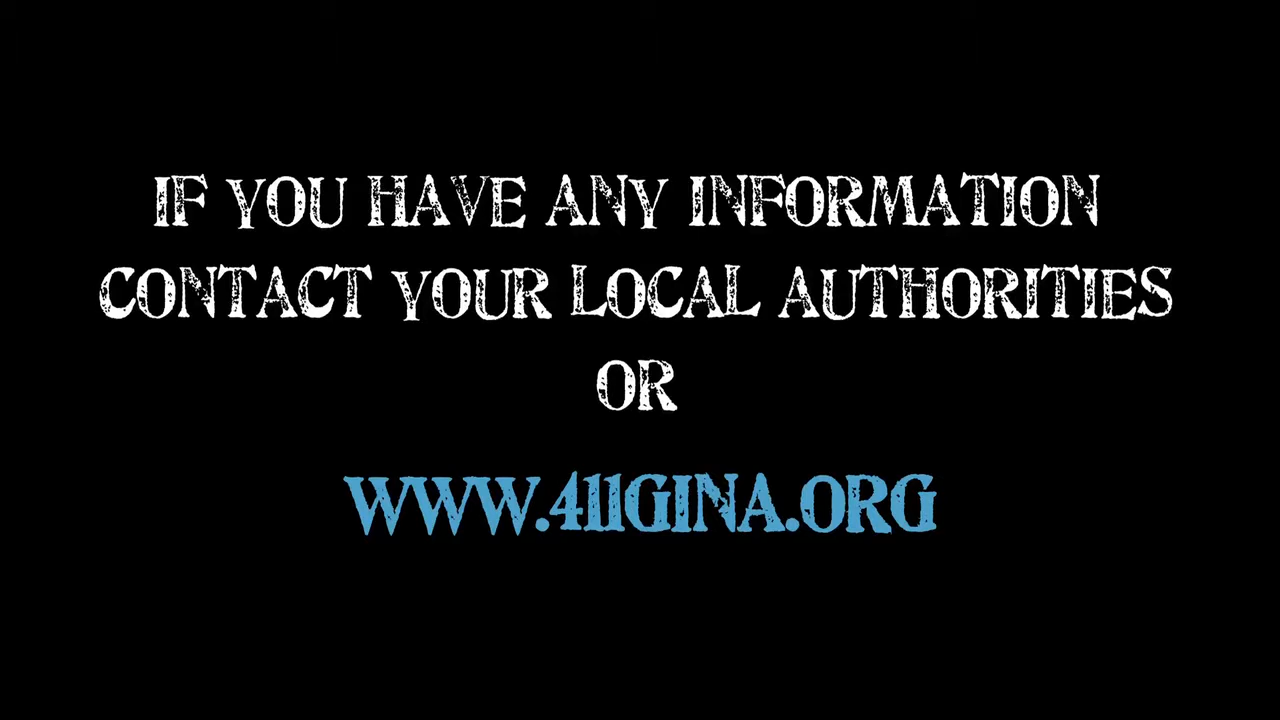 IF YOU HAVE ANY INFORMATION
CONTACT YOUR LOCAL AUTHORITIES
OR
WWW.411GINA.ORG